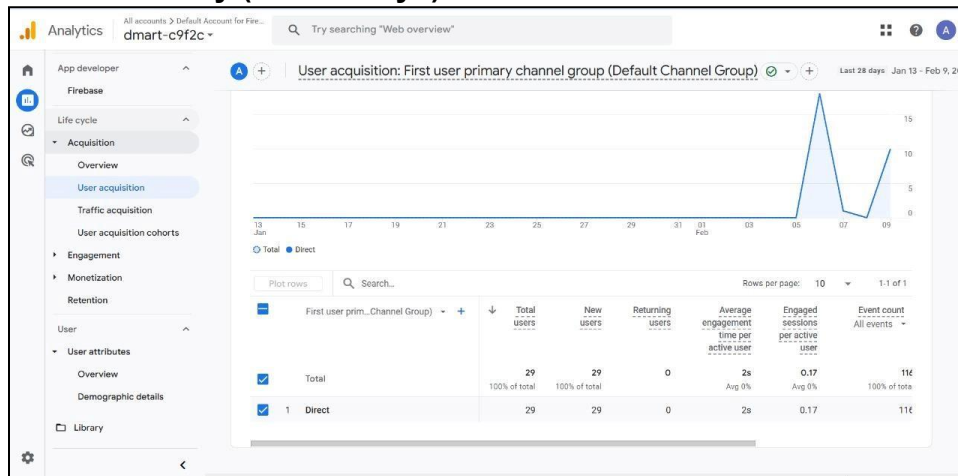 Analytics
All accounts > Default Account for Fire...
dmart-c9f2c
Try searching "Web overview"
A
App developer
Firebase
Life cycle
Acquisition
Overview
User acquisition
Traffic acquisition
User acquisition cohorts
Engagement
Monetization
Retention
User
User attributes
Overview
Demographic details
Library
A
User acquisition: First user primary channel group (Default Channel Group)
Last 28 days Jan 13 - Feb 9, 20
15
10
5
0
13 15 17 19 21 23 25 27 29 31 01 03 05 07 09
Jan Feb
Total Direct
Plot rows Search... Rows per page: 10 1-1 of 1
First user prim...Channel Group) Total users New users Returning users Average engagement time per active user Engaged sessions per active user Event count All events
Total 29 29 0 2s 0.17 116
100% of total 100% of total Avg 0% Avg 0% 100% of tota
1 Direct 29 29 0 2s 0.17 116